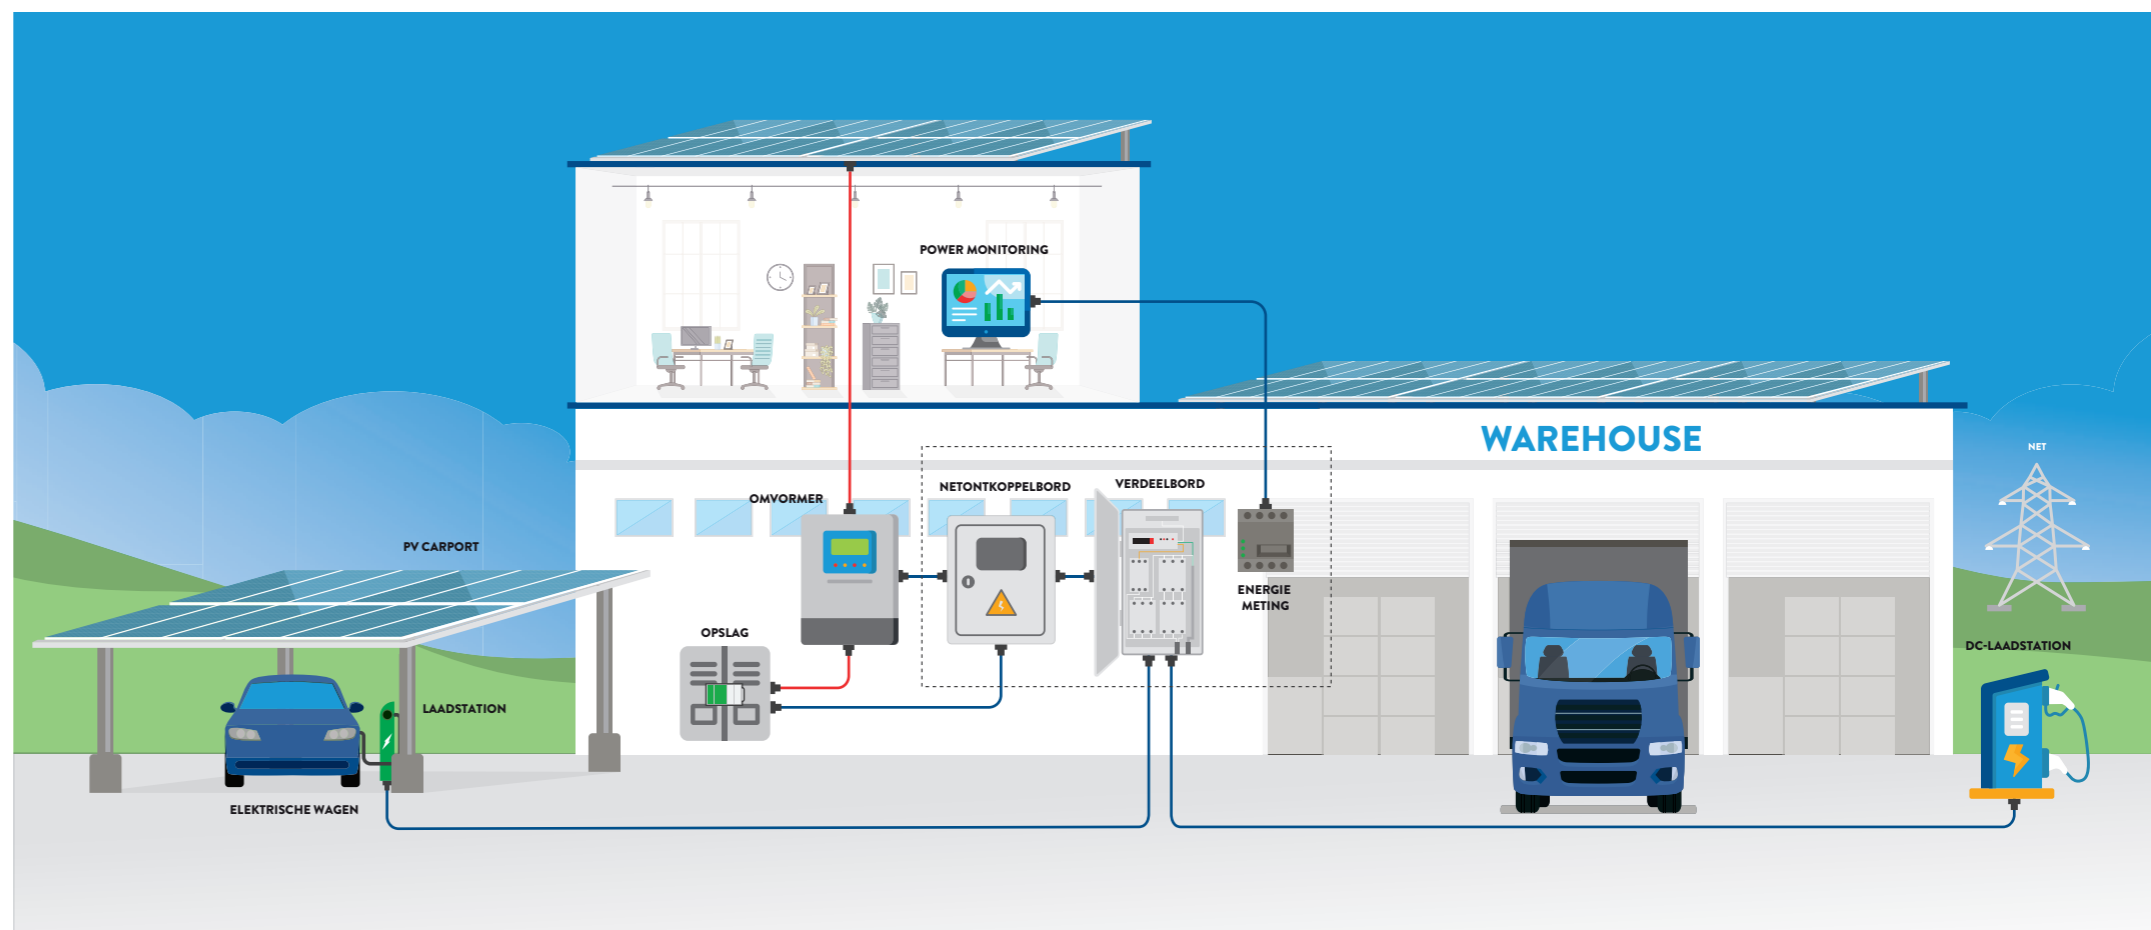 POWER MONITORING
WAREHOUSE
NET
OMVORMER
NETONTKOPPELBORD
VERDEELBORD
PV CARPORT
ENERGIE
METING
OPSLAG
DC-LAADSTATION
LAADSTATION
ELEKTRISCHE WAGEN